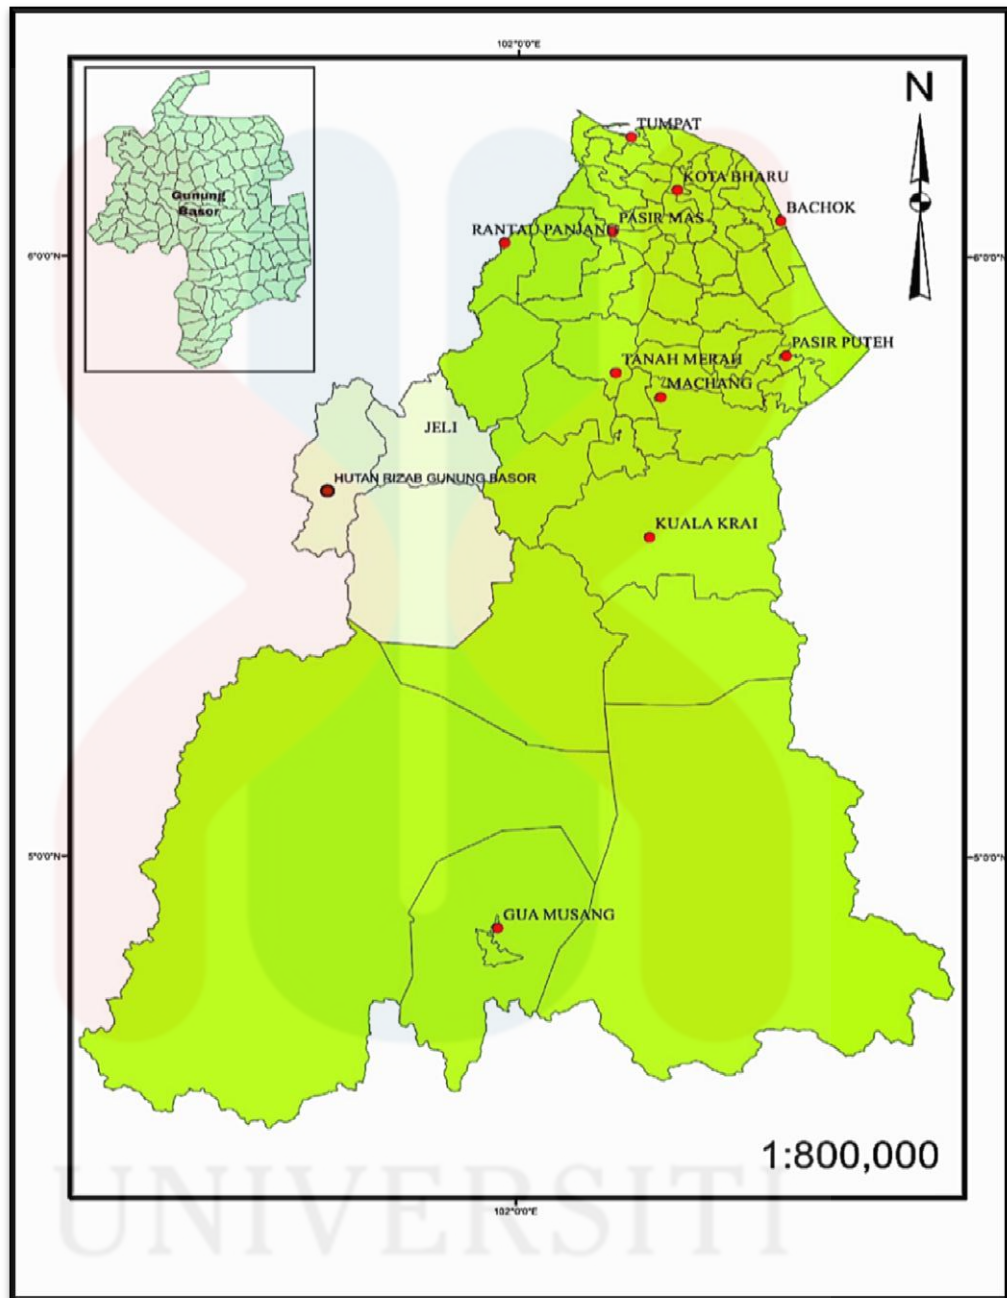 102°0'0"E
N
Gunung
Basor
TUMPAT
KOTA BHARU
BACHOK
PASIR MAS
RANTAU PANJANG
6°0'0"N
6°0'0"N
PASIR PUTEH
TANAH MERAH
MACHANG
JELI
HUTAN RIZAB GUNUNG BASOR
KUALA KRAI
5°0'0"N
5°0'0"N
GUA MUSANG
1:800,000
UNIVERSITI
102°0'0"E